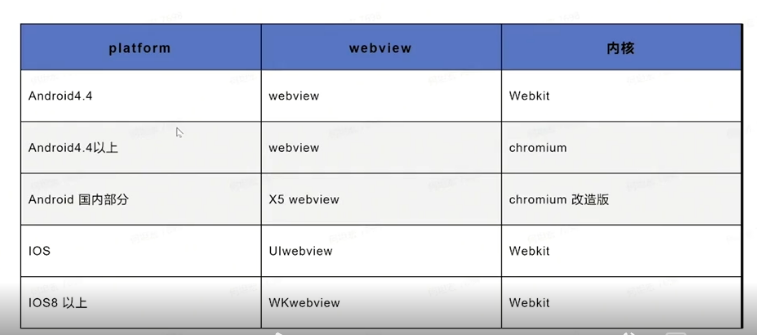 platform webview 内核
Android4.4 webview Webkit
Android4.4以上 webview chromium
Android 国内部分 X5 webview chromium 改造版
IOS UIwebview Webkit
IOS8 以上 WKwebview Webkit